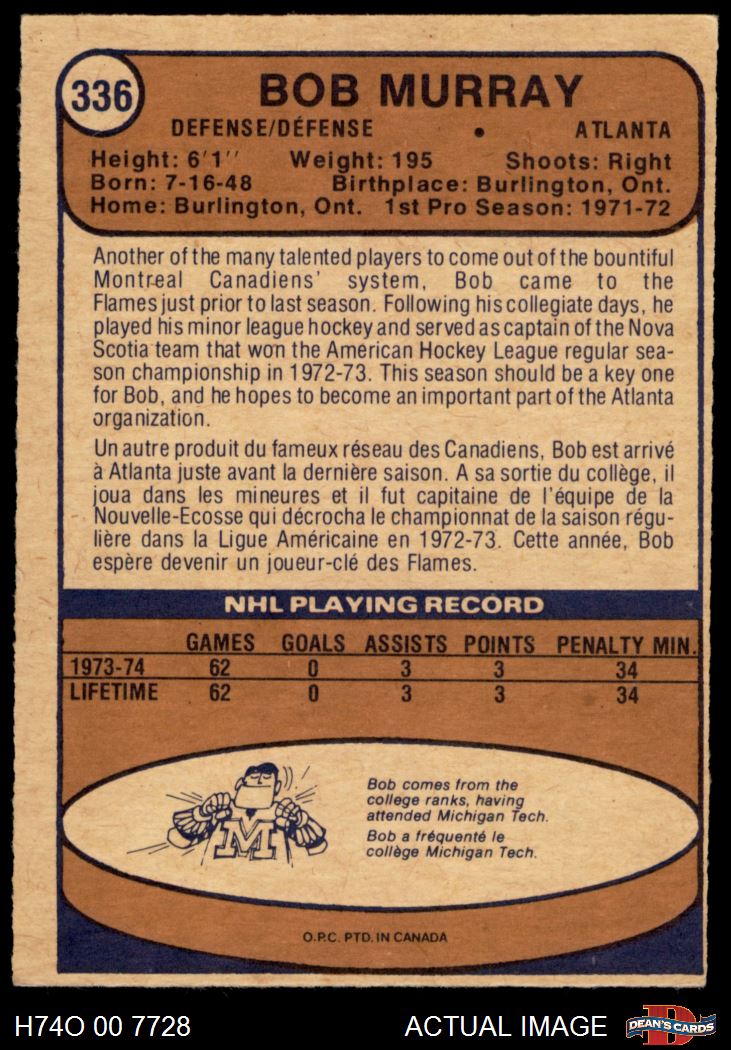 336
BOB MURRAY
DEFENSE/DÉFENSE • ATLANTA
Height: 6'1'' Weight: 195 Shoots: Right
Born: 7-16-48 Birthplace: Burlington, Ont.
Home: Burlington, Ont. 1st Pro Season: 1971-72
Another of the many talented players to come out of the bountiful
Montreal Canadiens' system, Bob came to the
Flames just prior to last season. Following his collegiate days, he
played his minor league hockey and served as captain of the Nova
Scotia team that won the American Hockey League regular sea-
son championship in 1972-73. This season should be a key one
for Bob, and he hopes to become an important part of the Atlanta
organization.
Un autre produit du fameux réseau des Canadiens, Bob est arrivé
à Atlanta juste avant la dernière saison. A sa sortie du collège, il
joua dans les mineures et il fut capitaine de l'équipe de la
Nouvelle-Ecosse qui décrocha le championnat de la saison régu-
lière dans la Ligue Américaine en 1972-73. Cette année, Bob
espère devenir un joueur-clé des Flames.
NHL PLAYING RECORD
GAMES GOALS ASSISTS POINTS PENALTY MIN.
1973-74 62 0 3 3 34
LIFETIME 62 0 3 3 34
M
Bob comes from the
college ranks, having
attended Michigan Tech.
Bob a fréquenté le
collège Michigan Tech.
O.P.C. PTD. IN CANADA
H74O 00 7728 ACTUAL IMAGE
D
DEAN'S CARDS